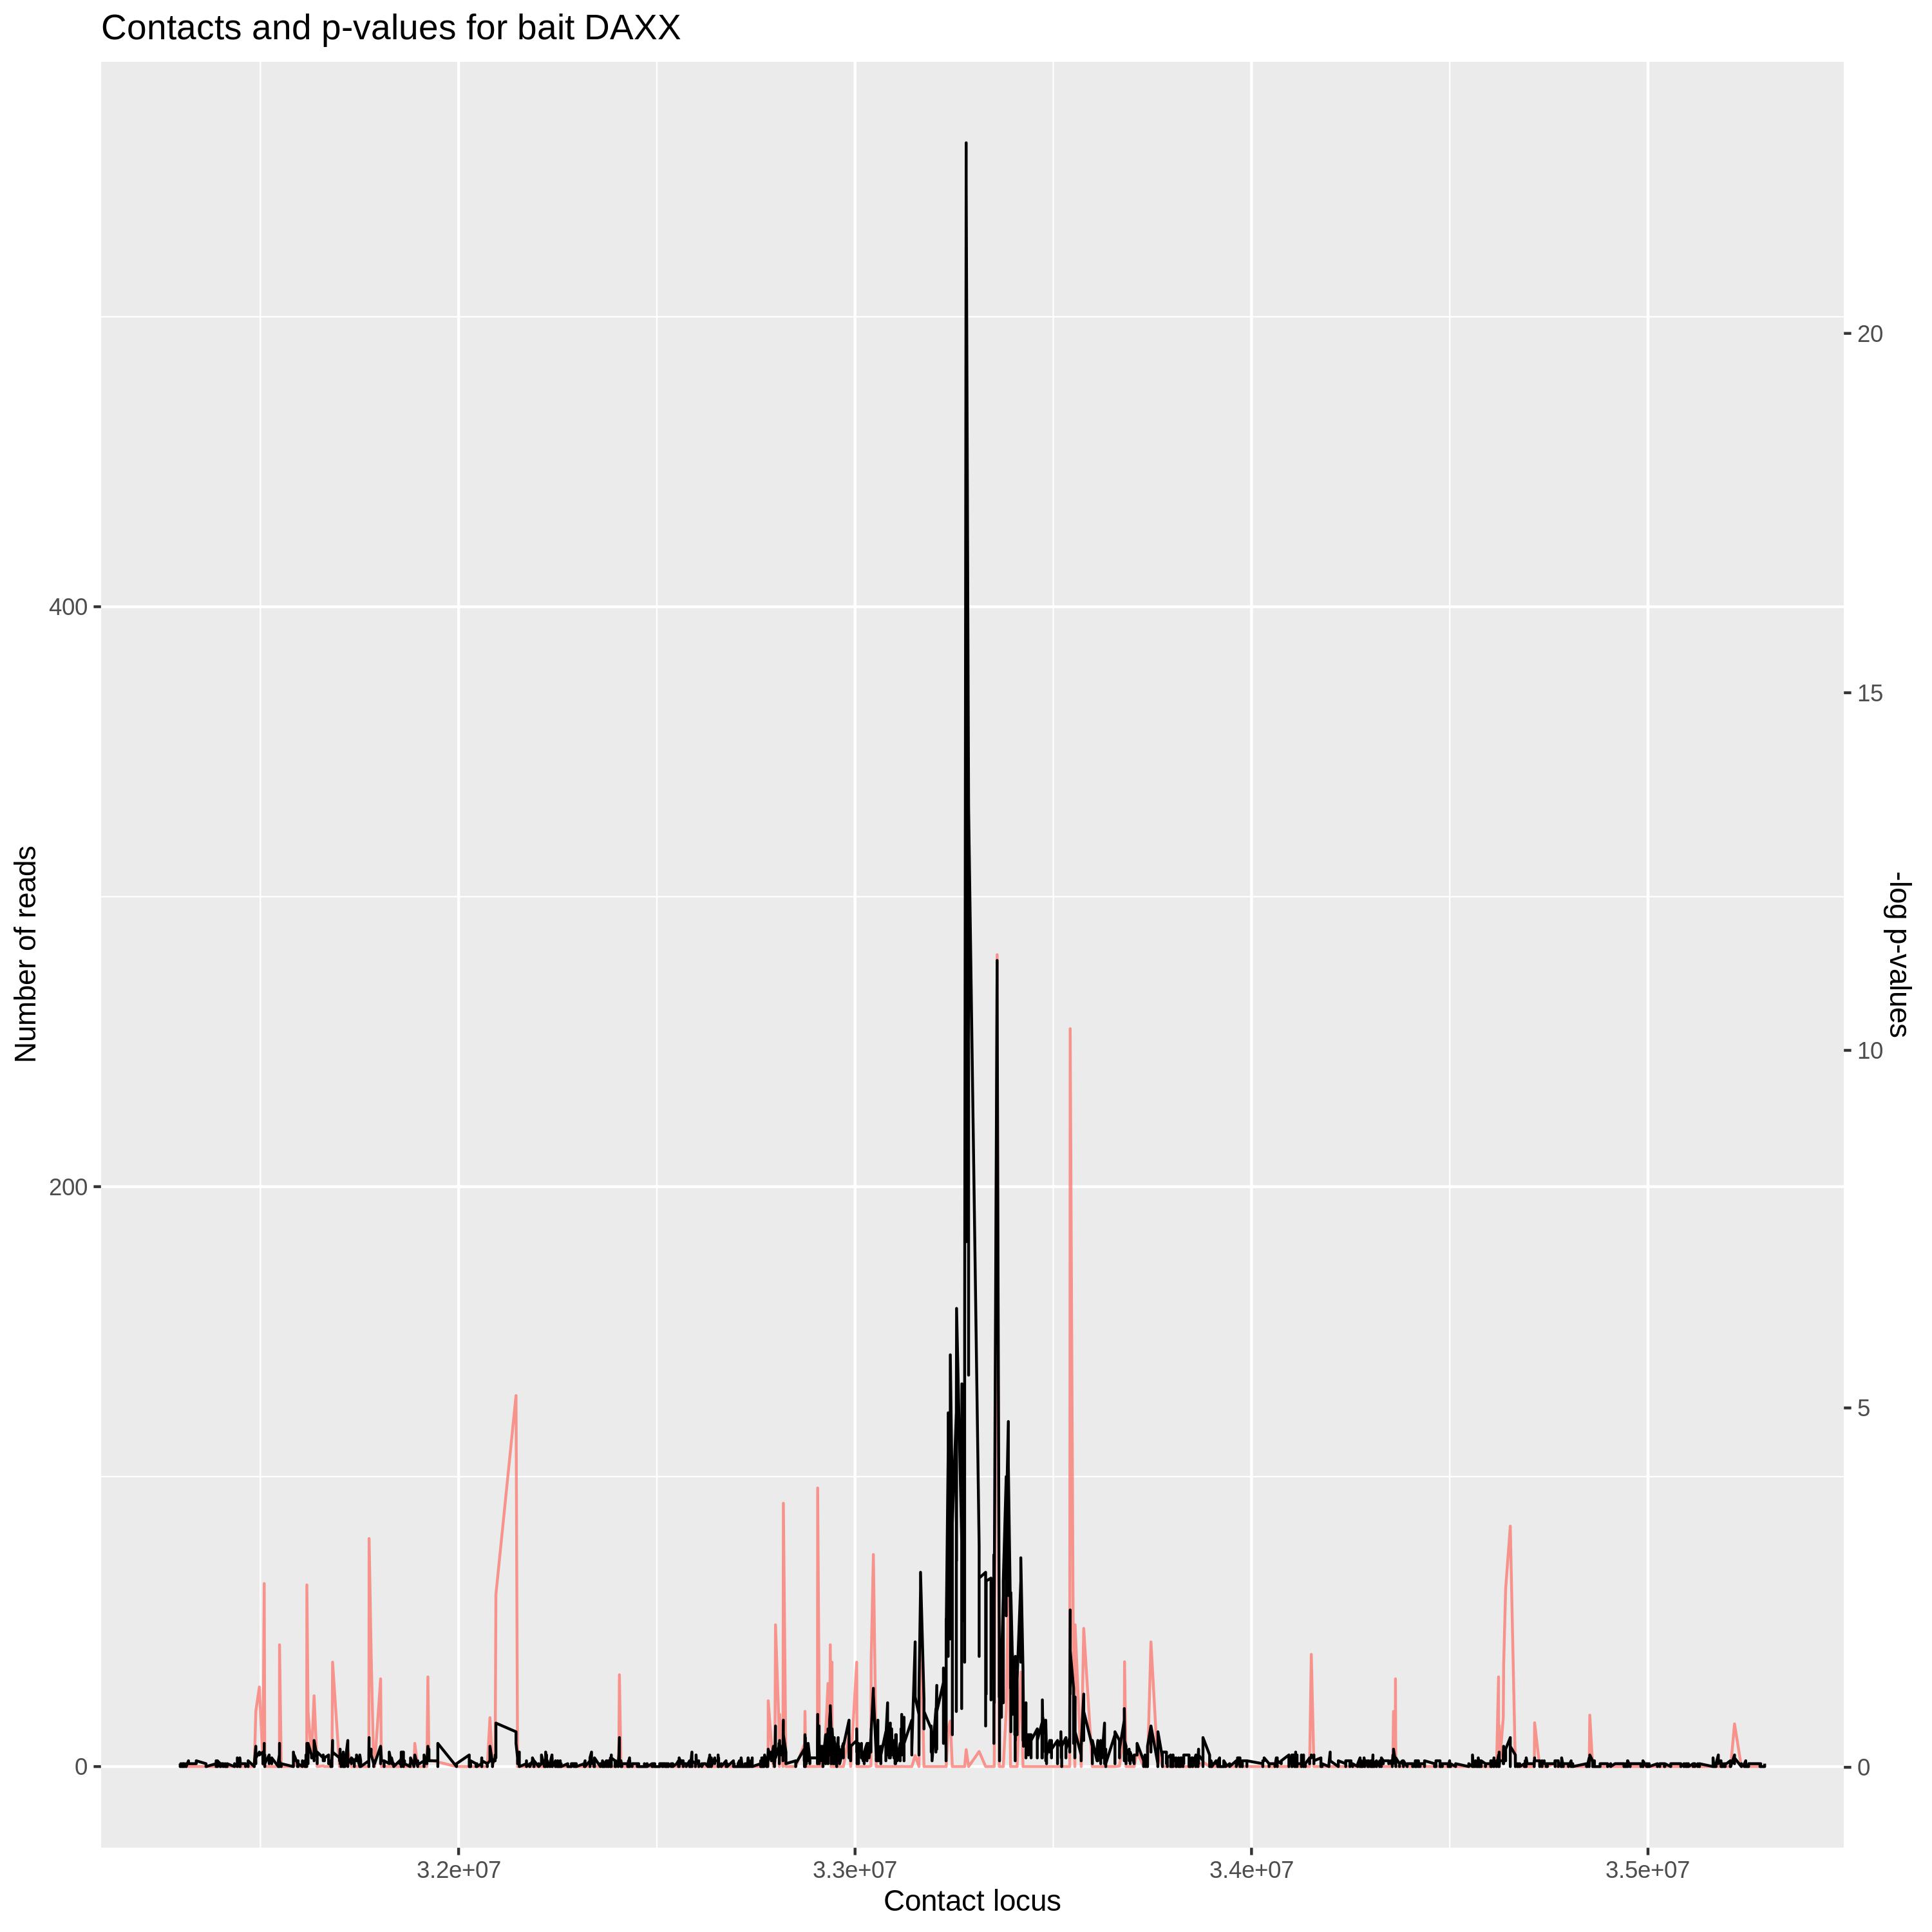 Contacts and p-values for bait DAXX
Number of reads
400
200
0
20
15
10
5
0
-log p-values
3.2e+07
3.3e+07
3.4e+07
3.5e+07
Contact locus